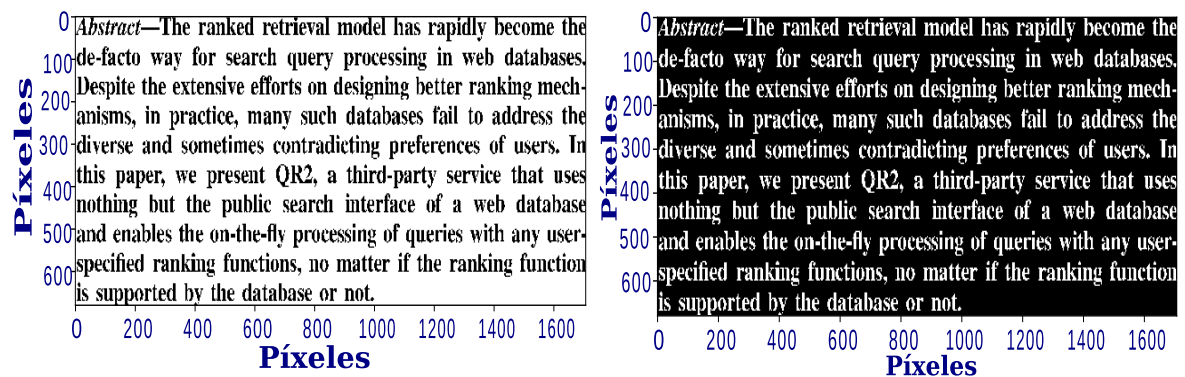 Abstract—The ranked retrieval model has rapidly become the
de-facto way for search query processing in web databases.
Despite the extensive efforts on designing better ranking mech-
anisms, in practice, many such databases fail to address the
diverse and sometimes contradicting preferences of users. In
this paper, we present QR2, a third-party service that uses
nothing but the public search interface of a web database
and enables the on-the-fly processing of queries with any user-
specified ranking functions, no matter if the ranking function
is supported by the database or not.
0
100
200
300
400
500
600
Píxeles
0 200 400 600 800 1000 1200 1400 1600
Píxeles
Abstract—The ranked retrieval model has rapidly become the
de-facto way for search query processing in web databases.
Despite the extensive efforts on designing better ranking mech-
anisms, in practice, many such databases fail to address the
diverse and sometimes contradicting preferences of users. In
this paper, we present QR2, a third-party service that uses
nothing but the public search interface of a web database
and enables the on-the-fly processing of queries with any user-
specified ranking functions, no matter if the ranking function
is supported by the database or not.
0
100
200
300
400
500
600
Píxeles
0 200 400 600 800 1000 1200 1400 1600
Píxeles